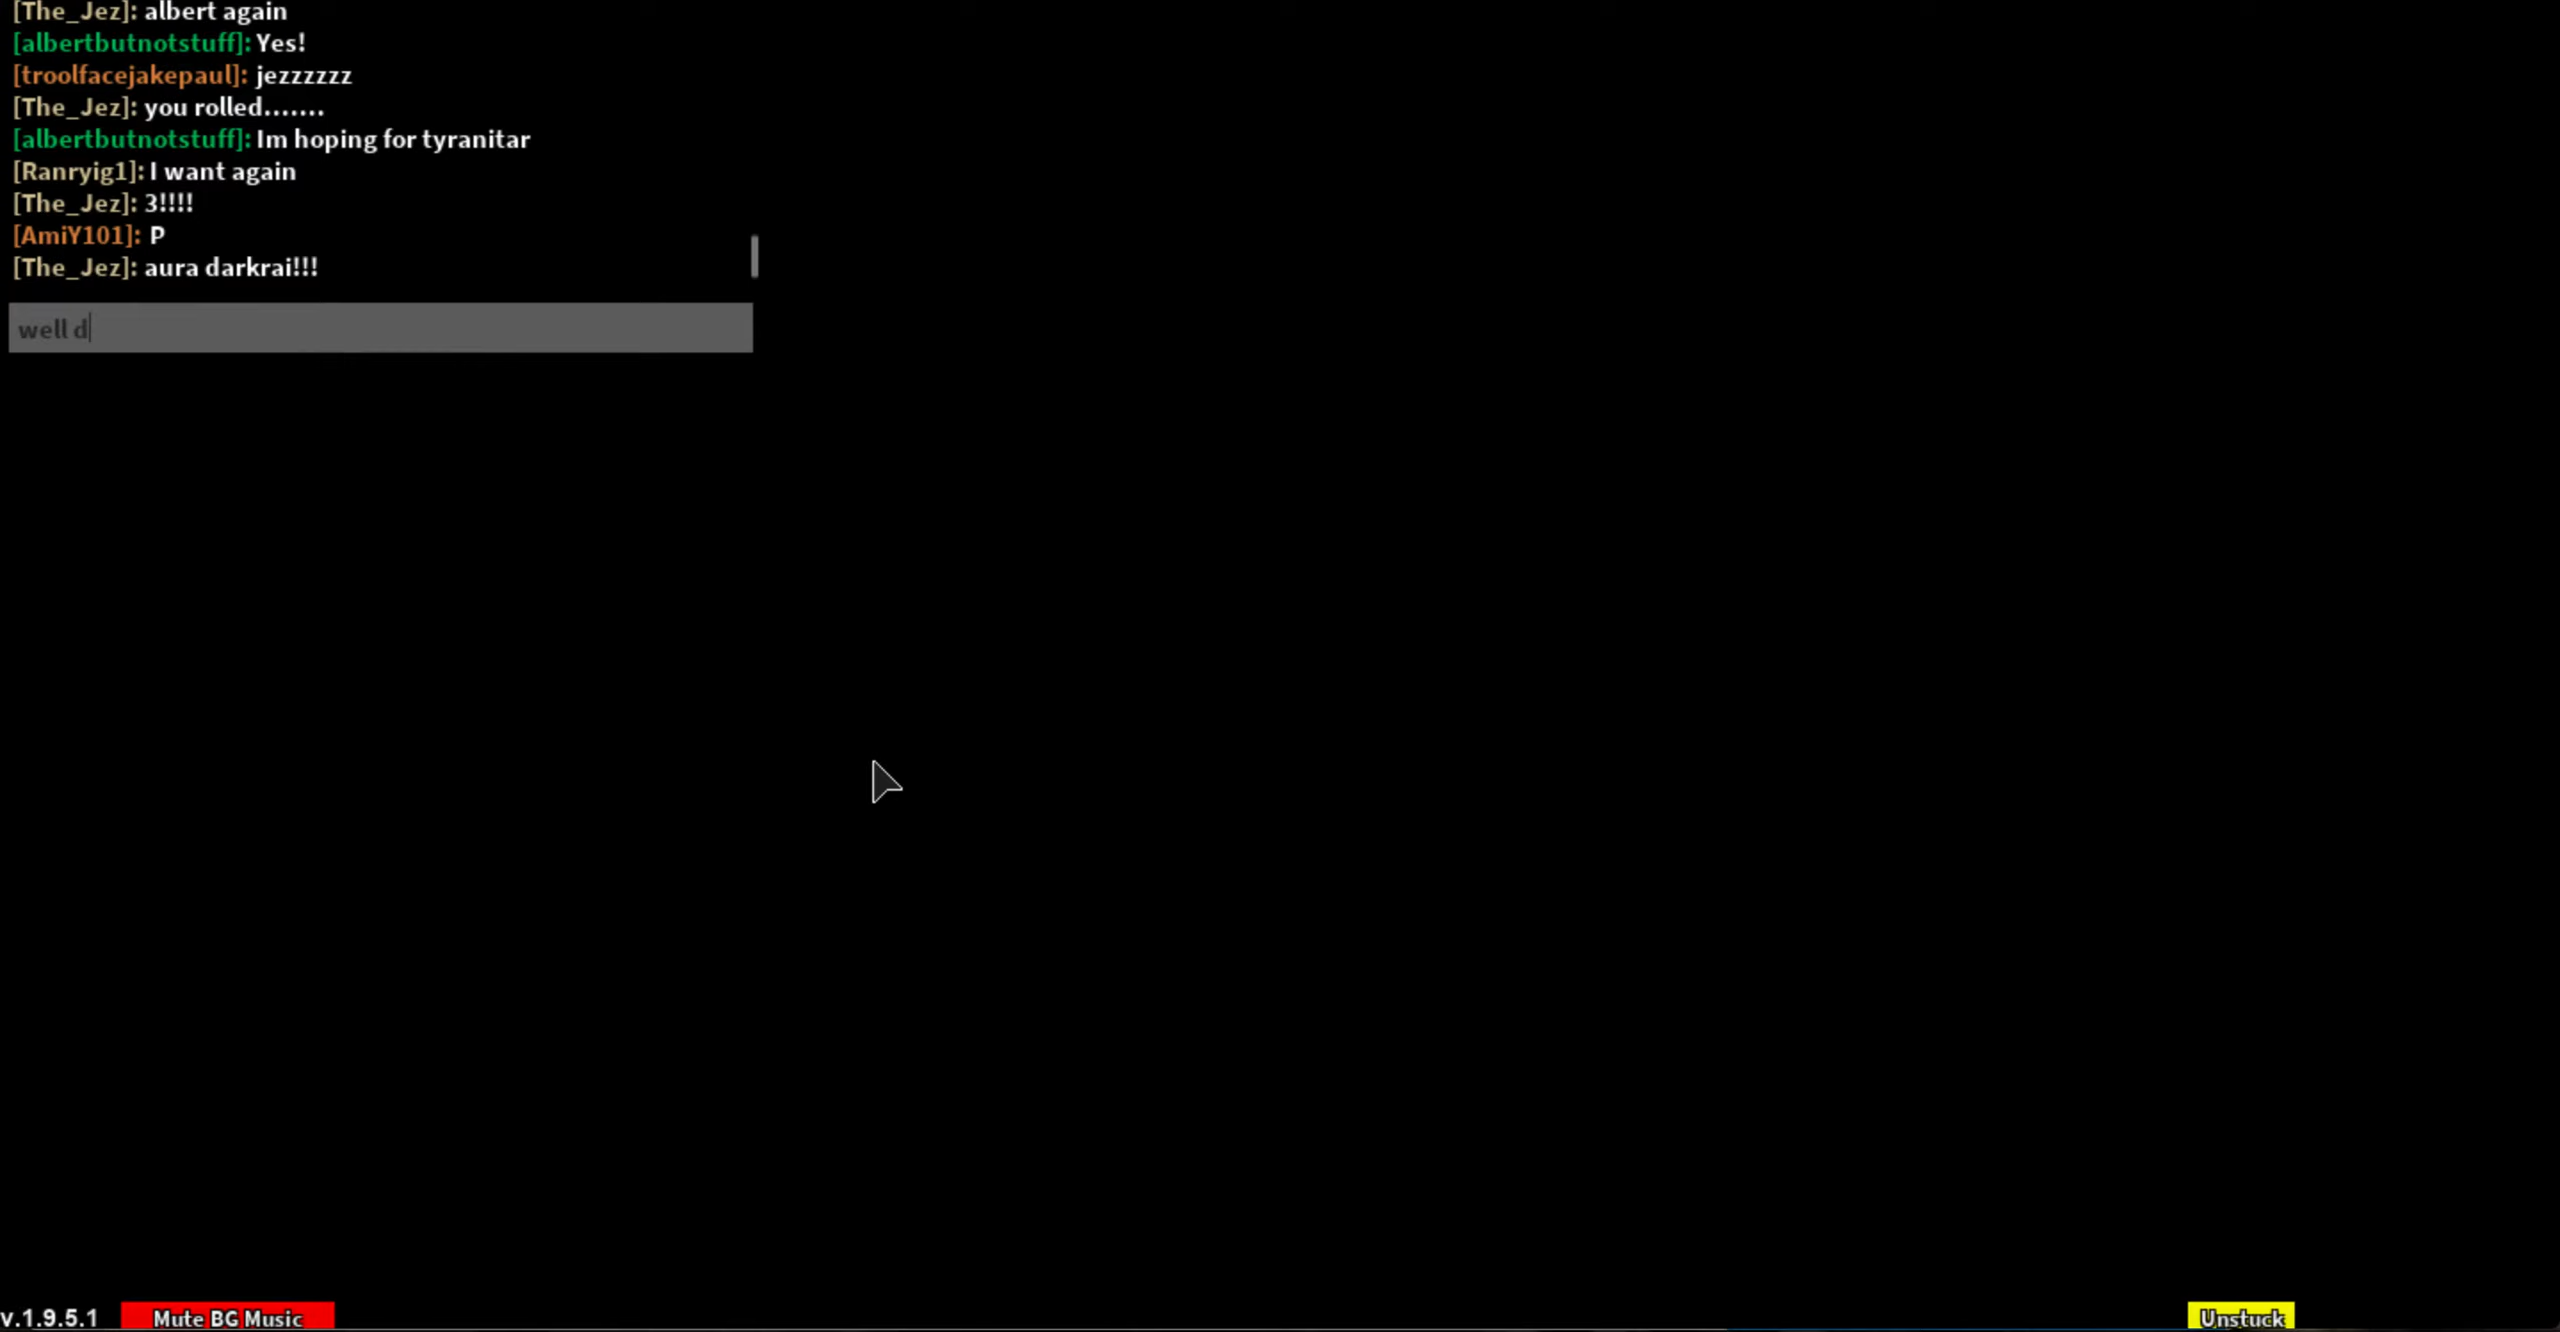 [The_Jez]: albert again
[albertbutnotstuff]: Yes!
[troolfacejakepaul]: jezzzzzz
[The_Jez]: you rolled.......
[albertbutnotstuff]: Im hoping for tyranitar
[Ranryig1]: I want again
[The_Jez]: 3!!!!
[AmiY101]: P
[The_Jez]: aura darkrai!!!
well d
v.1.9.5.1 Mute BG Music Unstuck